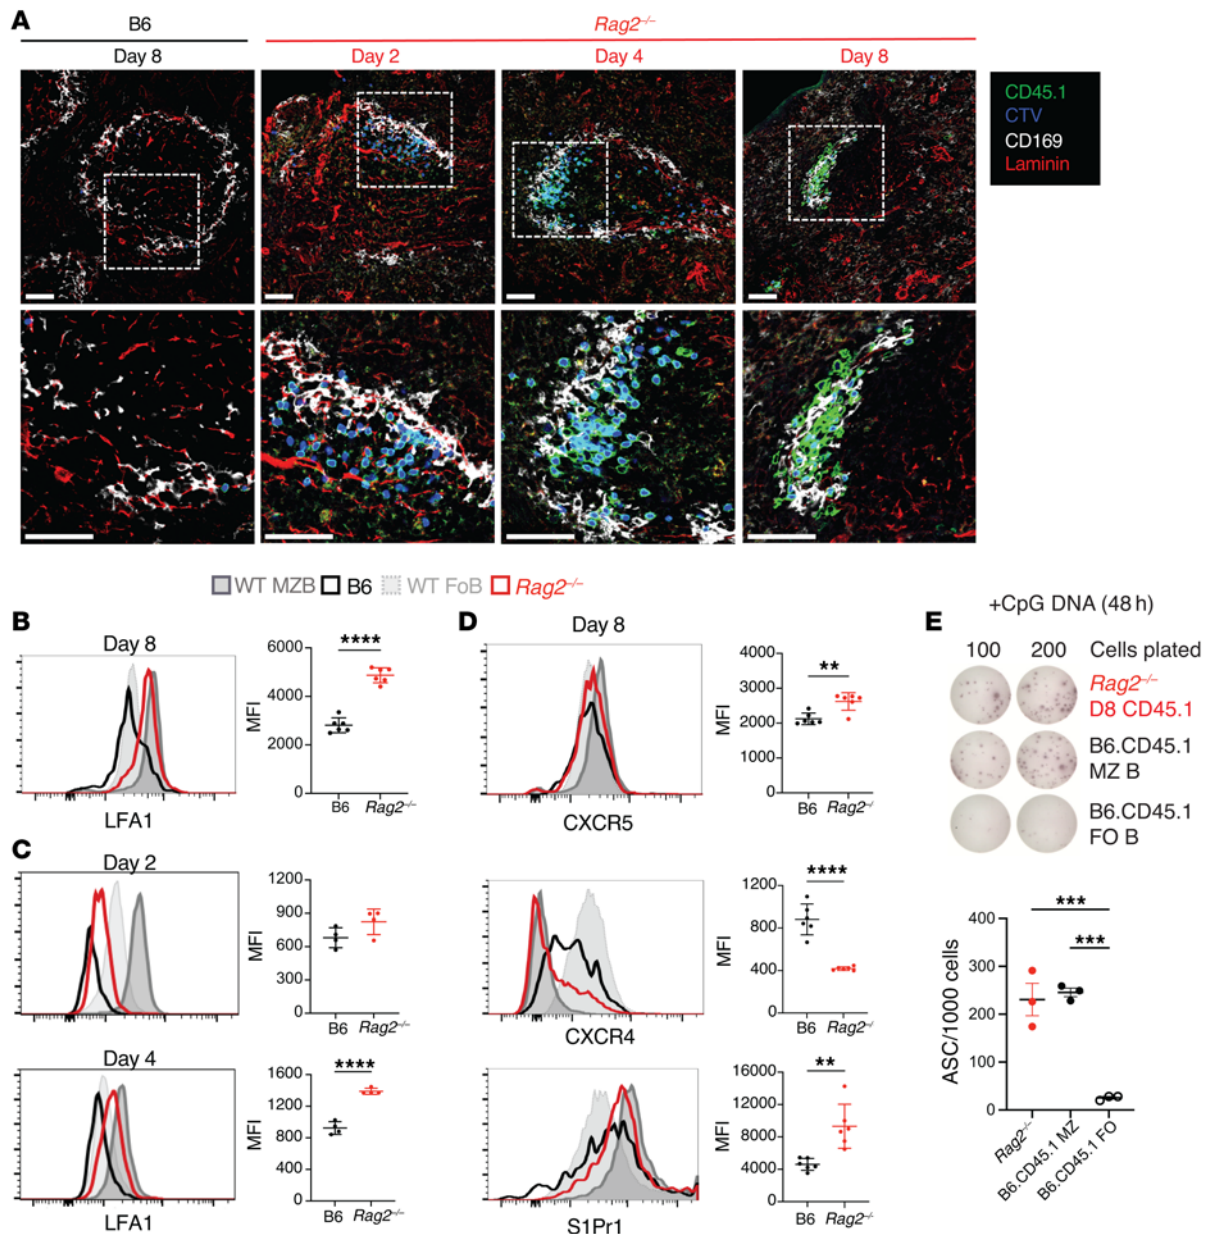 A
B6
Rag2–/–
Day 8
Day 2
Day 4
Day 8
CD45.1
CTV
CD169
Laminin
WT MZB
B6
WT FoB
Rag2–/–
B
Day 8
LFA1
MFI
6000
4000
2000
0
****
B6
Rag2–/–
C
Day 2
MFI
1200
900
600
300
0
B6
Rag2–/–
Day 4
LFA1
MFI
1600
1200
800
400
0
****
B6
Rag2–/–
D
Day 8
CXCR5
MFI
4000
3000
2000
1000
0
**
B6
Rag2–/
CXCR4
MFI
1200
800
400
0
****
B6
Rag2–/
S1Pr1
MFI
16000
12000
8000
4000
0
**
B6
Rag2–/
E
+CpG DNA (48 h)
100
200
Cells plated
Rag2–/–
D8 CD45.1
B6.CD45.1
MZ B
B6.CD45.1
FO B
ASC/1000 cells
400
300
200
100
0
***
***
Rag2–/–
B6.CD45.1 MZ
B6.CD45.1 FO